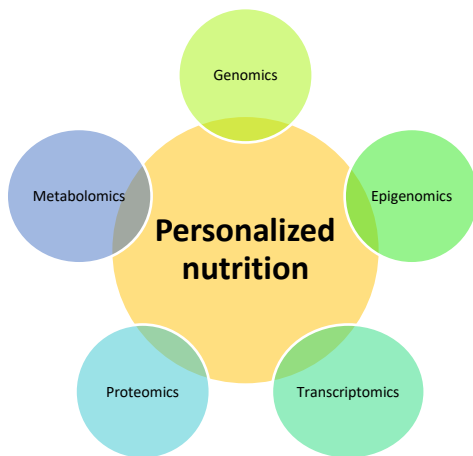 Genomics
Metabolomics
Epigenomics
Personalized
nutrition
Proteomics
Transcriptomics